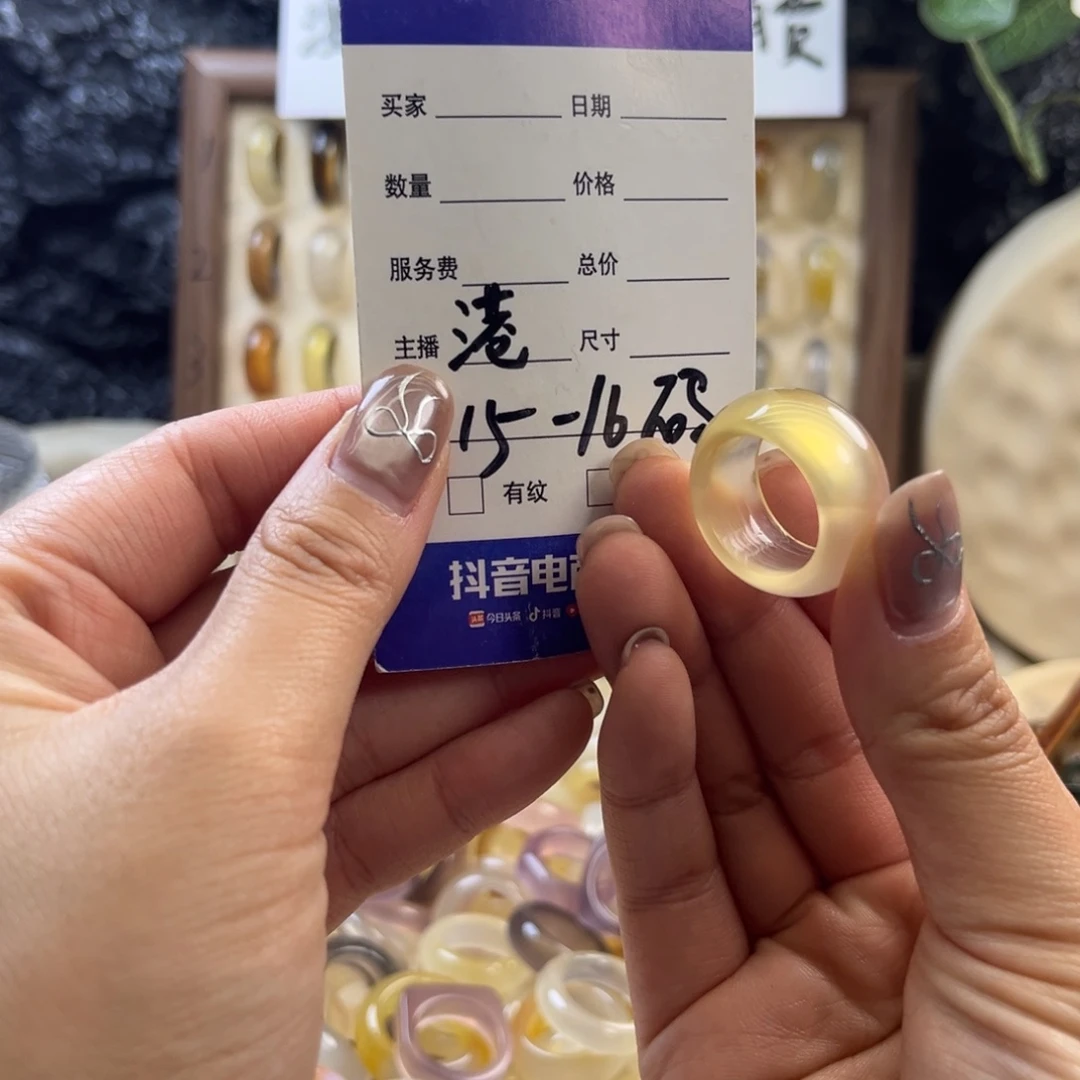 买家 日期
数量 价格
服务费 总价
主播 港 尺寸
15-16码
有纹
抖音电商
今日头条 抖音